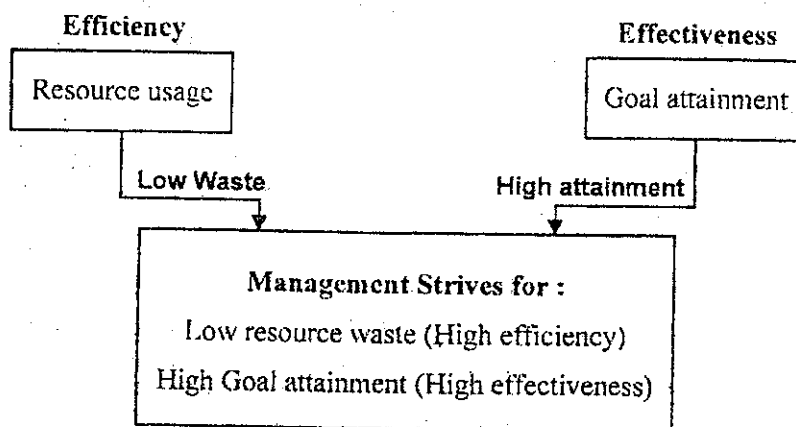 Efficiency
Effectiveness
Resource usage
Goal attainment
Low Waste
High attainment
Management Strives for :
Low resource waste (High efficiency)
High Goal attainment (High effectiveness)